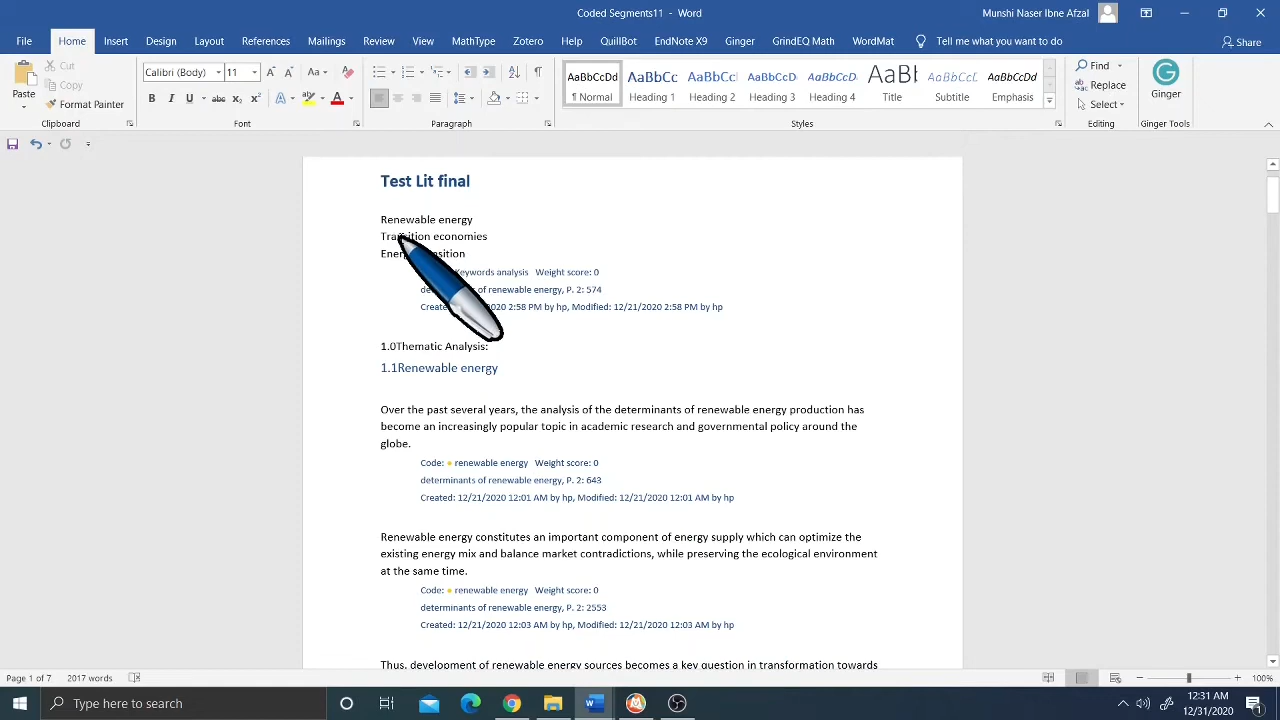 Coded Segments11 - Word
Munshi Naser Ibne Afzal
File Home Insert Design Layout References Mailings Review View MathType Zotero Help QuillBot EndNote X9 Ginger GrindEQ Math WordMat Tell me what you want to do Share
Paste
Cut
Copy
Format Painter
Clipboard
Calibri (Body) 11
Font
Paragraph
AaBbCcDd AaBbCc AaBbCc AaBbCcD AaBbCcD AaBb AaBbCcD AaBbCcDd
¶ Normal Heading 1 Heading 2 Heading 3 Heading 4 Title Subtitle Emphasis
Styles
Find
Replace
Select
Editing
Ginger
Ginger Tools
Test Lit final
Renewable energy
Transition economies
Keywords analysis Weight score: 0
of renewable energy, P. 2: 574
2:58 PM by hp, Modified: 12/21/2020 2:58 PM by hp
1.0Thematic Analysis:
1.1Renewable energy
Over the past several years, the analysis of the determinants of renewable energy production has
become an increasingly popular topic in academic research and governmental policy around the
globe.
Code: ● renewable energy Weight score: 0
determinants of renewable energy, P. 2: 643
Created: 12/21/2020 12:01 AM by hp, Modified: 12/21/2020 12:01 AM by hp
Renewable energy constitutes an important component of energy supply which can optimize the
existing energy mix and balance market contradictions, while preserving the ecological environment
at the same time.
Code: ● renewable energy Weight score: 0
determinants of renewable energy, P. 2: 2553
Created: 12/21/2020 12:03 AM by hp, Modified: 12/21/2020 12:03 AM by hp
Thus, development of renewable energy sources becomes a key question in transformation towards
Page 1 of 7 2017 words 100%
Type here to search
12:31 AM
12/31/2020